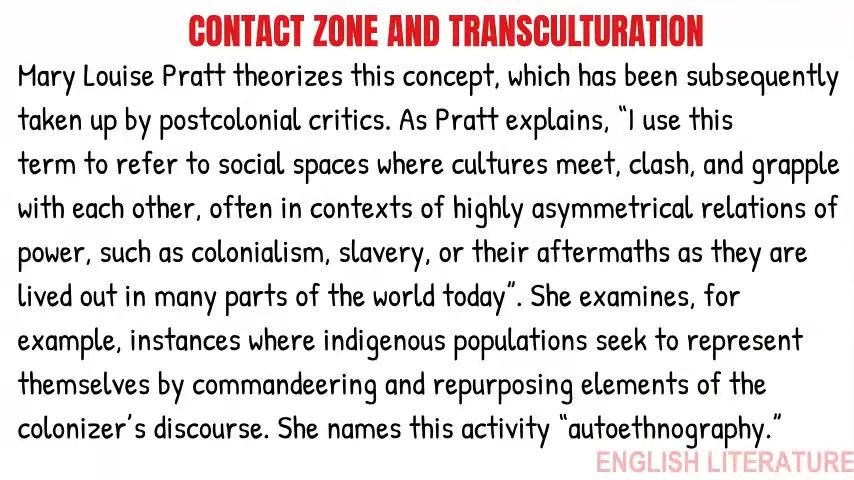 CONTACT ZONE AND TRANSCULTURATION
Mary Louise Pratt theorizes this concept, which has been subsequently
taken up by postcolonial critics. As Pratt explains, “I use this
term to refer to social spaces where cultures meet, clash, and grapple
with each other, often in contexts of highly asymmetrical relations of
power, such as colonialism, slavery, or their aftermaths as they are
lived out in many parts of the world today”. She examines, for
example, instances where indigenous populations seek to represent
themselves by commandeering and repurposing elements of the
colonizer’s discourse. She names this activity “autoethnography.”
ENGLISH LITERATURE